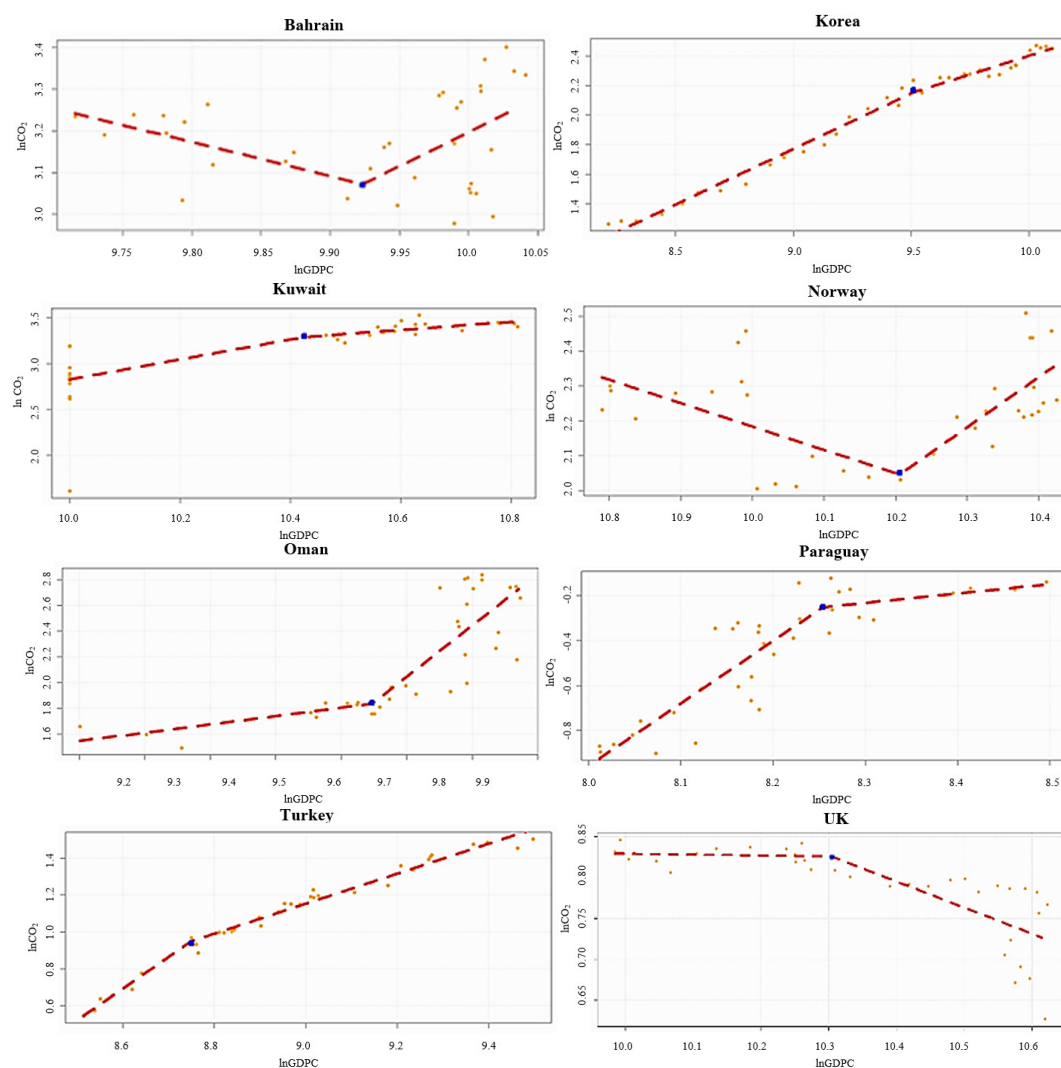 Bahrain
3.4
3.3
3.2
3.1
3.0
lnCO2
9.75 9.80 9.85 9.90 9.95 10.00 10.05
lnGDPC
Korea
2.4
2.2
2.0
1.8
1.6
1.4
lnCO2
8.5 9.0 9.5 10.0
lnGDPC
Kuwait
3.5
3.0
2.5
2.0
ln CO2
10.0 10.2 10.4 10.6 10.8
lnGDPC
Norway
2.5
2.4
2.3
2.2
2.1
2.0
ln CO2
10.8 10.9 10.0 10.1 10.2 10.3 10.4
lnGDPC
Oman
2.8
2.6
2.4
2.2
2.0
1.8
1.6
lnCO2
9.2 9.3 9.4 9.5 9.6 9.7 9.8 9.9
lnGDPC
Paraguay
-0.2
-0.4
-0.6
-0.8
lnCO2
8.0 8.1 8.2 8.3 8.4 8.5
lnGDPC
Turkey
1.4
1.2
1.0
0.8
0.6
lnCO2
8.6 8.8 9.0 9.2 9.4
lnGDPC
UK
0.85
0.80
0.75
0.70
0.65
lnCO2
10.0 10.1 10.2 10.3 10.4 10.5 10.6
lnGDPC